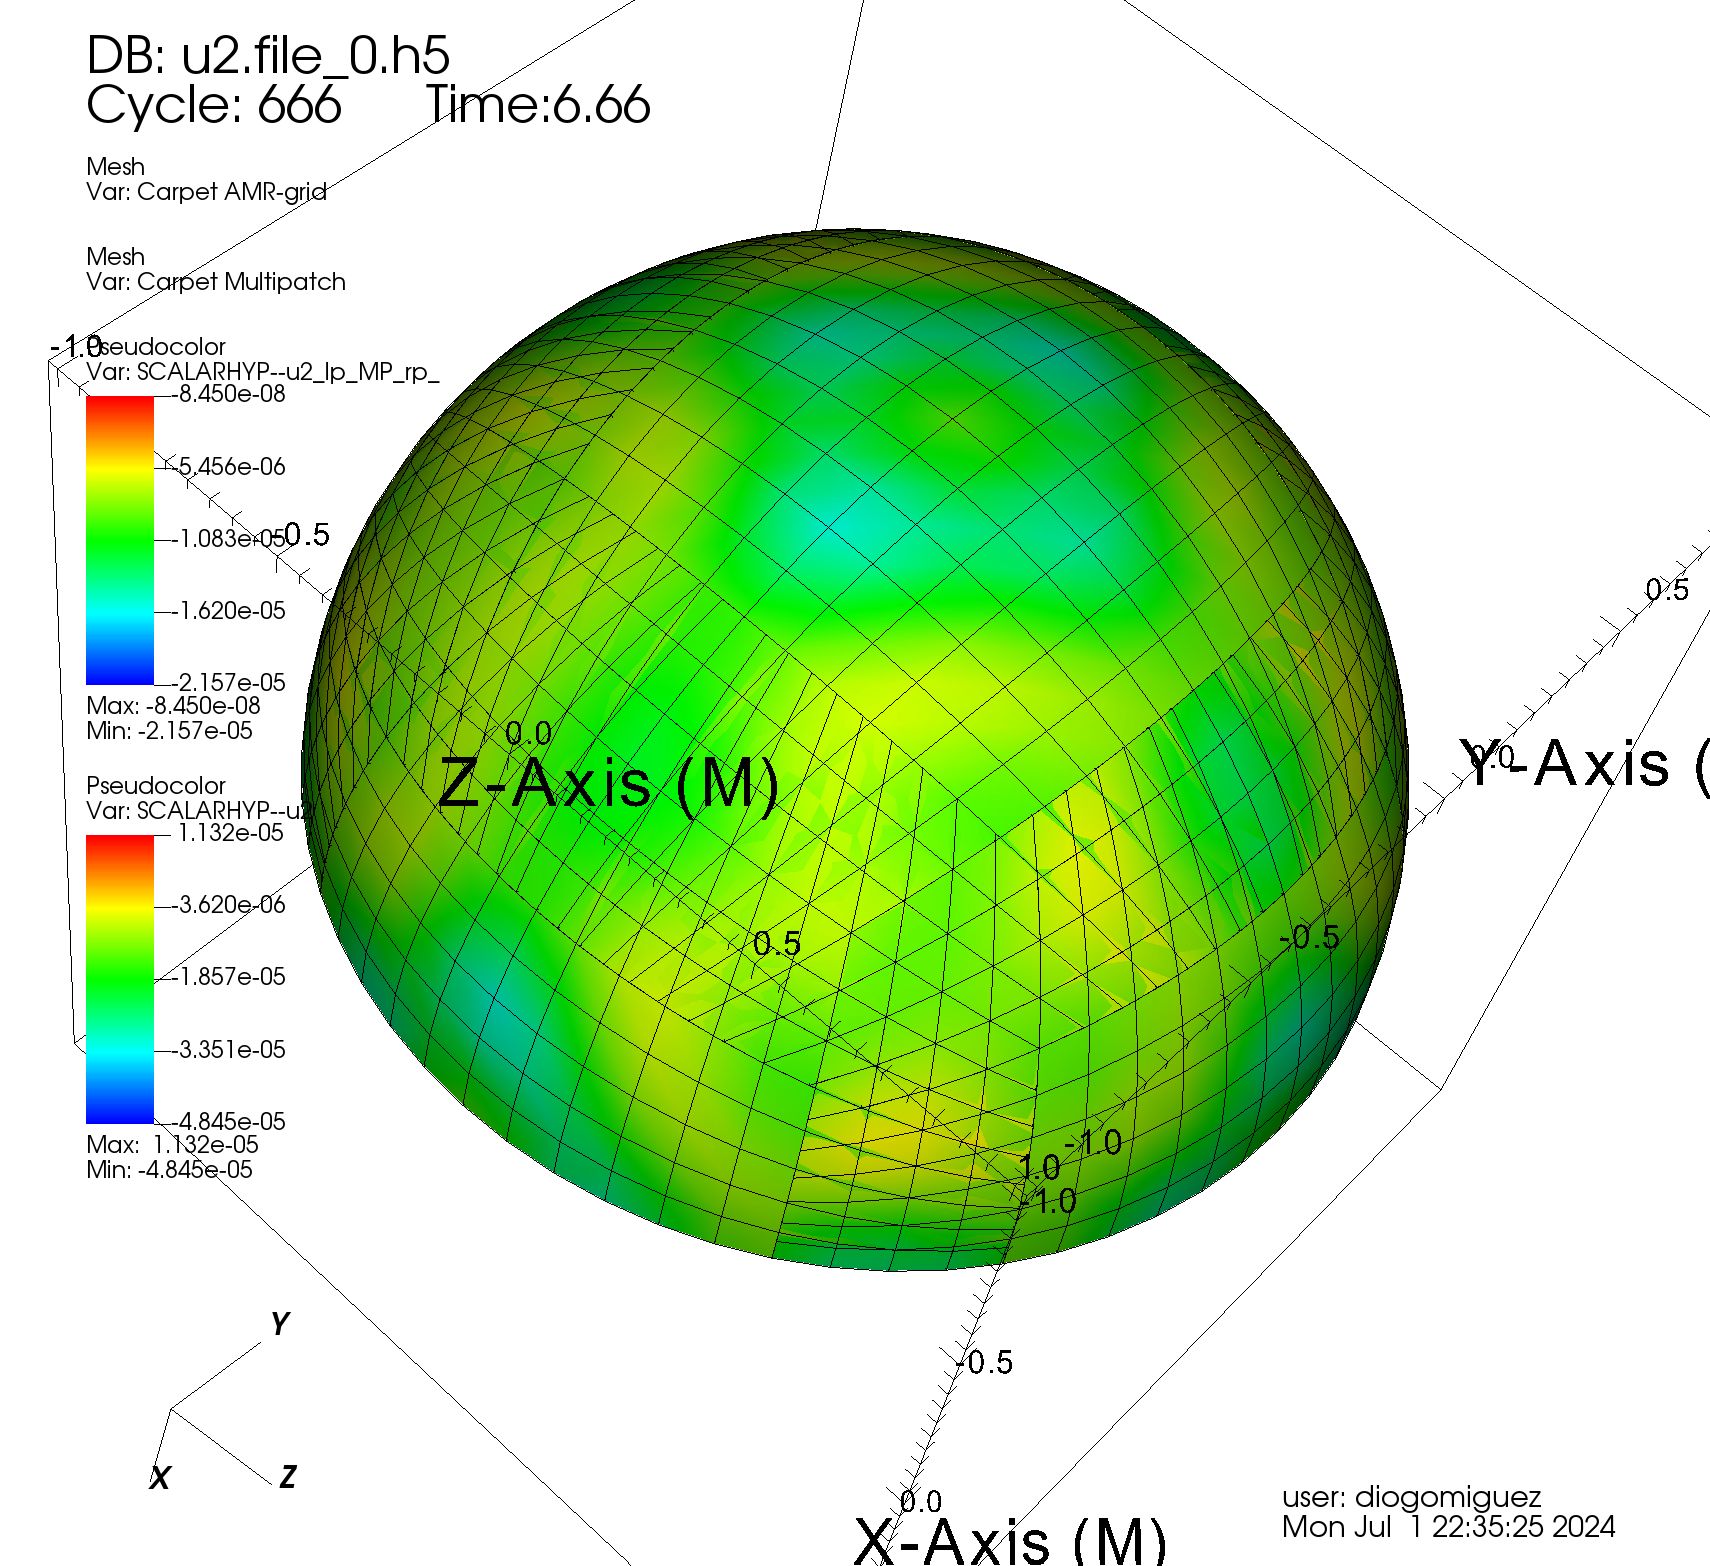 DB: u2.file_0.h5
Cycle: 666 Time:6.66
Mesh
Var: Carpet AMR-grid
Mesh
Var: Carpet Multipatch
-1.0
Pseudocolor
Var: SCALARHYP--u2_lp_MP_rp_
-8.450e-08
-5.456e-06
-1.083e-05
-1.620e-05
-2.157e-05
Max: -8.450e-08
Min: -2.157e-05
Pseudocolor
Var: SCALARHYP--u2
1.132e-05
-3.620e-06
-1.857e-05
-3.351e-05
-4.845e-05
Max: 1.132e-05
Min: -4.845e-05
-0.5
0.0
Z-Axis (M)
0.5
1.0
0.5
0.0
Y-Axis (
-0.5
-1.0
-1.0
-0.5
0.0
X-Axis (M)
Y
X
Z
user: diogomiguez
Mon Jul 1 22:35:25 2024